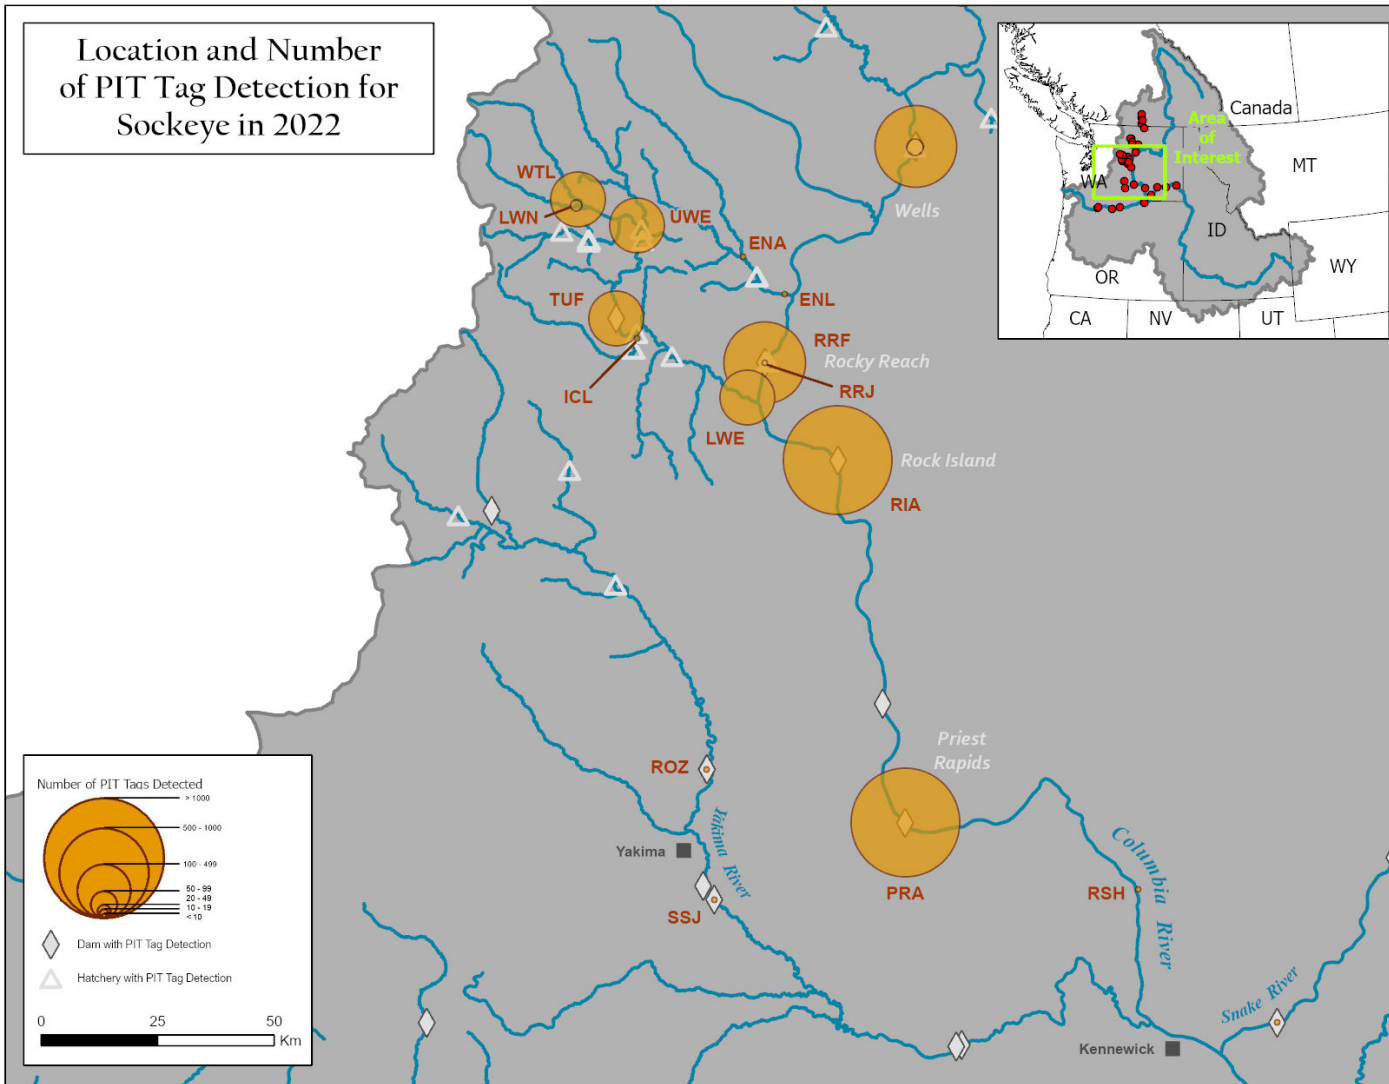 Location and Number
of PIT Tag Detection for
Sockeye in 2022
Canada
Area
of
Interest
MT
WA
ID
OR
WY
CA
NV
UT
WTL
LWN
UWE
Wells
ENA
TUF
ENL
RRF
Rocky Reach
ICL
RRJ
LWE
Rock Island
RIA
Priest
Rapids
ROZ
Yakima River
Yakima
Columbia
River
PRA
RSH
SSJ
Snake River
Kennewick
Number of PIT Tags Detected
> 1000
500 - 1000
100 - 499
50 - 99
20 - 49
10 - 19
< 10
Dam with PIT Tag Detection
Hatchery with PIT Tag Detection
0 25 50
Km